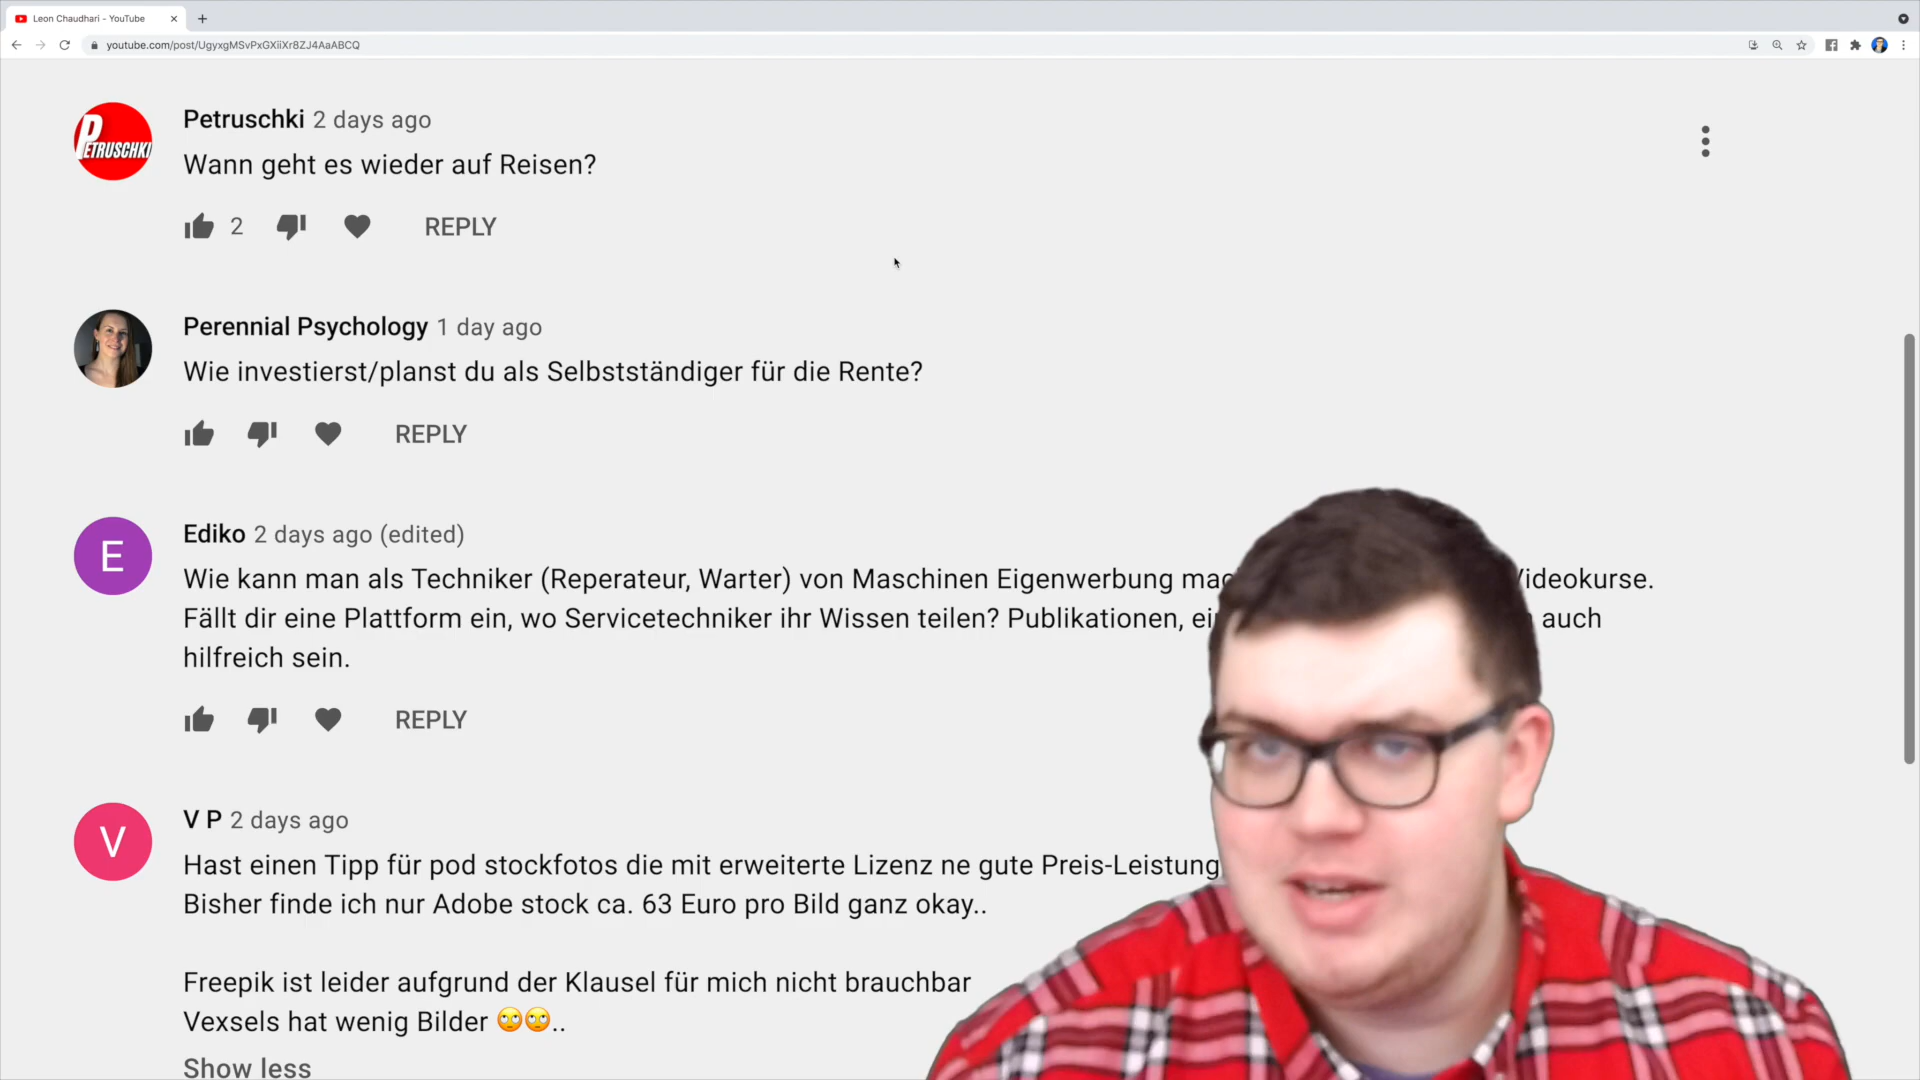 Leon Chaudhari - YouTube
youtube.com/post/UgyxgMSvPxGXiiXr8ZJ4AaABCQ
PETRUSCHKI
Petruschki 2 days ago
Wann geht es wieder auf Reisen?
2 REPLY
Perennial Psychology 1 day ago
Wie investierst/planst du als Selbstständiger für die Rente?
REPLY
E
Ediko 2 days ago (edited)
Wie kann man als Techniker (Reperateur, Warter) von Maschinen Eigenwerbung Videokurse.
Fällt dir eine Plattform ein, wo Servicetechniker ihr Wissen teilen? Publikationen, auch
hilfreich sein.
REPLY
V
V P 2 days ago
Hast einen Tipp für pod stockfotos die mit erweiterte Lizenz ne gute Preis-Leistung
Bisher finde ich nur Adobe stock ca. 63 Euro pro Bild ganz okay..
Freepik ist leider aufgrund der Klausel für mich nicht brauchbar
Vexsels hat wenig Bilder 🙄🙄..
Show less